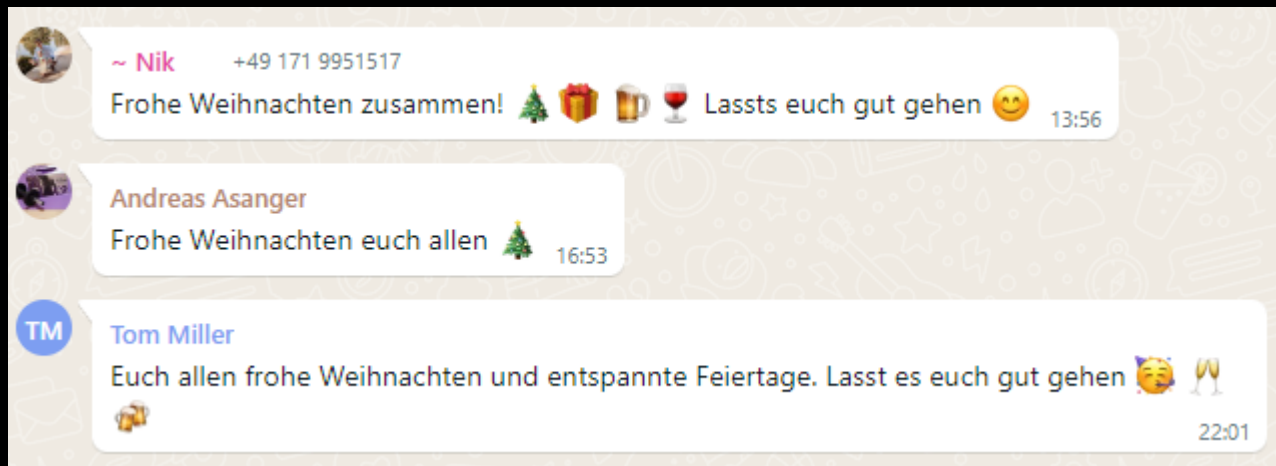 ~ Nik +49 171 9951517
Frohe Weihnachten zusammen! 🎄🎁🍺🍷 Lassts euch gut gehen 😊 13:56
Andreas Asanger
Frohe Weihnachten euch allen 🎄 16:53
TM Tom Miller
Euch allen frohe Weihnachten und entspannte Feiertage. Lasst es euch gut gehen 🥳 🥂
🍻 22:01